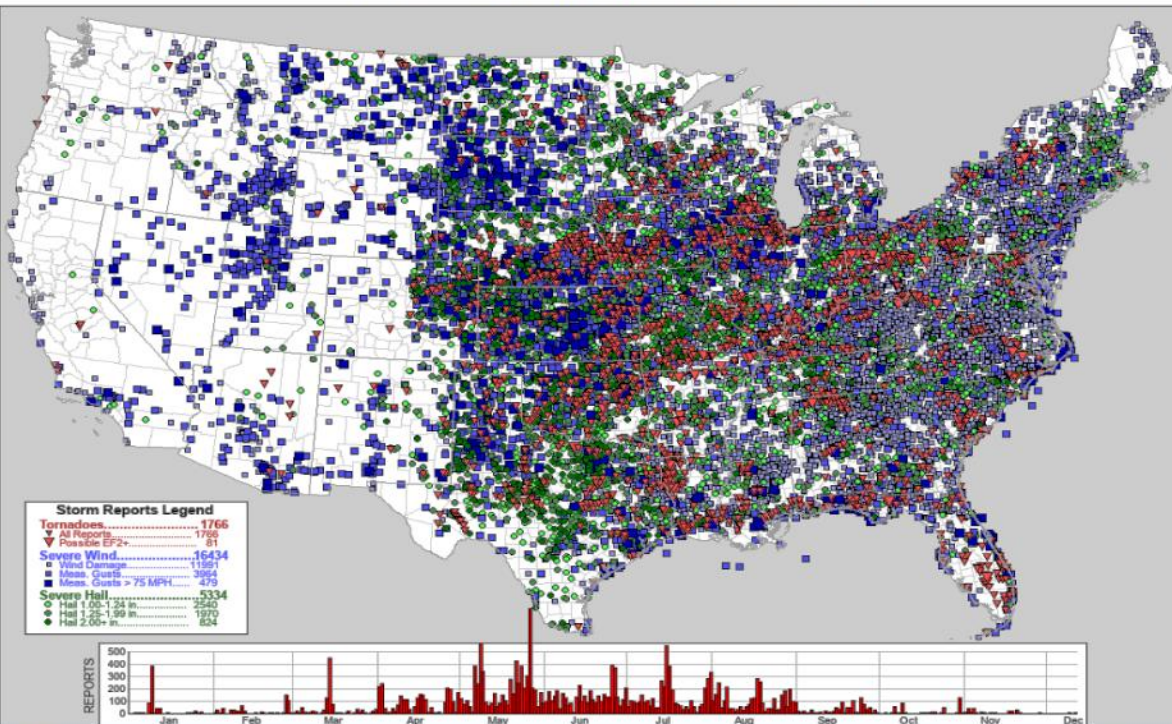 Storm Reports Legend
Tornadoes.......................... 1766
All Reports...................... 1766
Possible EF2+................... 81
Severe Wind....................16434
Wind Damage..................11991
Meas. Gusts..................... 3964
Meas. Gusts > 75 MPH...... 479
Severe Hail........................5334
Hail 1.00-1.24 in............... 2540
Hail 1.25-1.99 in............... 1970
Hail 2.00+ in..................... 824
REPORTS
500
400
300
200
100
0
Jan Feb Mar Apr May Jun Jul Aug Sep Oct Nov Dec